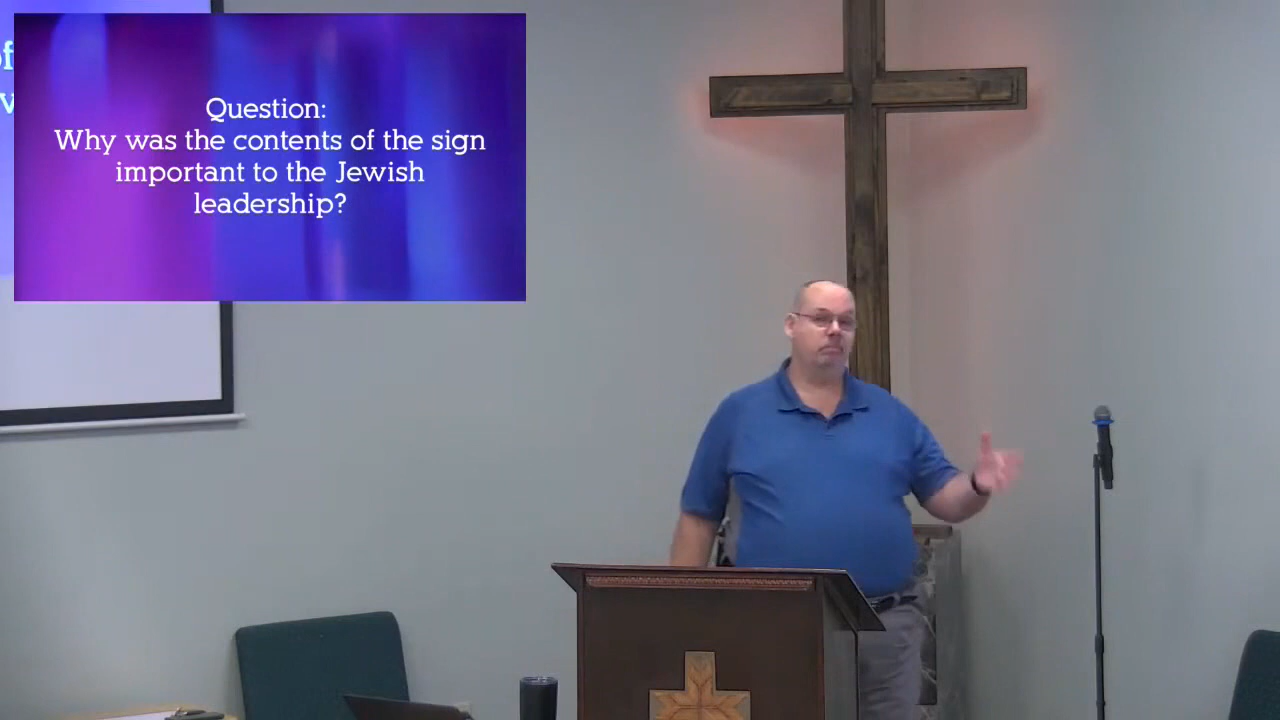 Question:
Why was the contents of the sign
important to the Jewish
leadership?